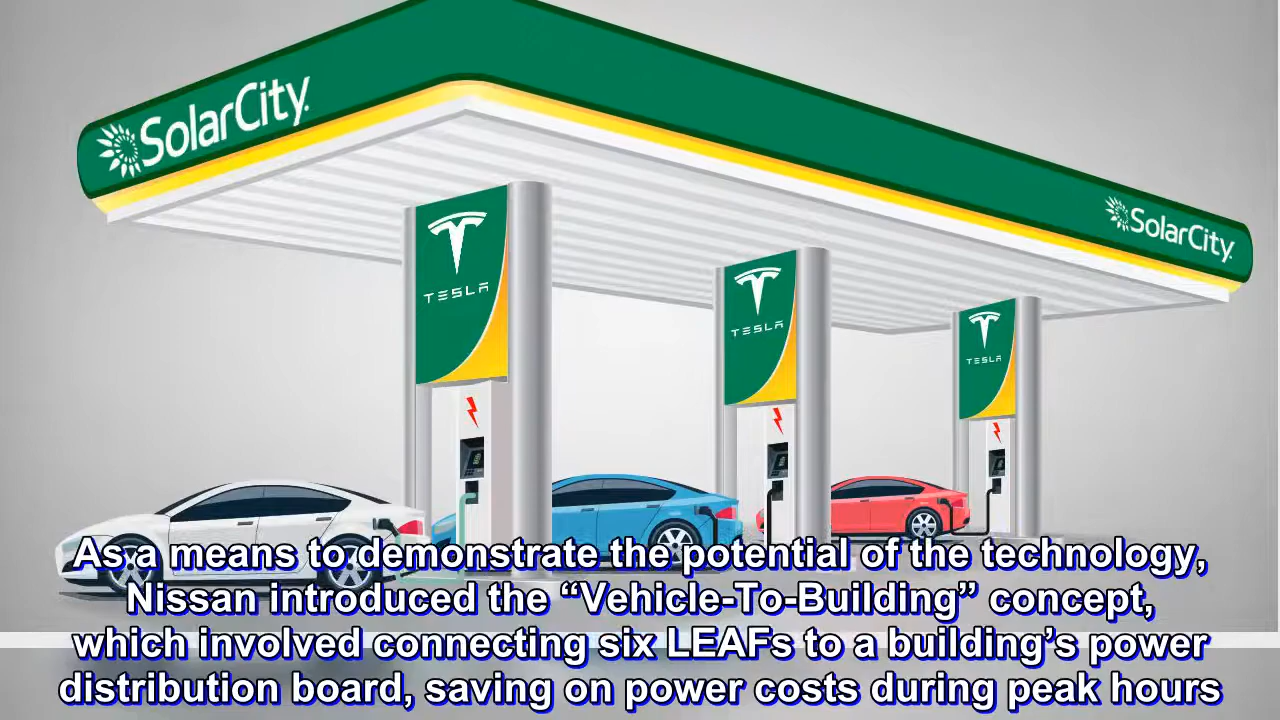 SolarCity
SolarCity
TESLA
TESLA
TESLA
As a means to demonstrate the potential of the technology,
Nissan introduced the “Vehicle-To-Building” concept,
which involved connecting six LEAFs to a building’s power
distribution board, saving on power costs during peak hours